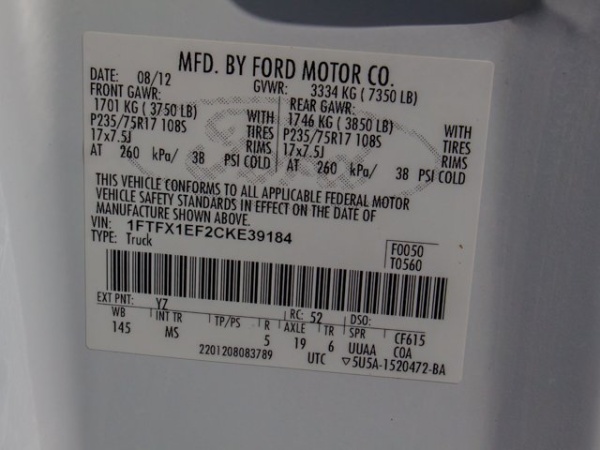 MFD. BY FORD MOTOR CO.
DATE: 08/12 GVWR: 3334 KG ( 7350 LB)
FRONT GAWR: REAR GAWR:
1701 KG ( 3750 LB) WITH 1746 KG ( 3850 LB) WITH
P235/75R17 108S TIRES P235/75R17 108S TIRES
17x7.5J RIMS 17x7.5J RIMS
AT 260 kPa/ 38 PSI COLD AT 260 kPa/ 38 PSI COLD
THIS VEHICLE CONFORMS TO ALL APPLICABLE FEDERAL MOTOR
VEHICLE SAFETY STANDARDS IN EFFECT ON THE DATE OF
MANUFACTURE SHOWN ABOVE.
VIN: 1FTFX1EF2CKE39184 F0050
TYPE: Truck T0560
EXT PNT: YZ RC: 52 DSO:
WB INT TR TP/PS R AXLE TR SPR CF615
145 MS 5 19 6 UUAA COA
2201208083789 UTC ▽5U5A-1520472-BA